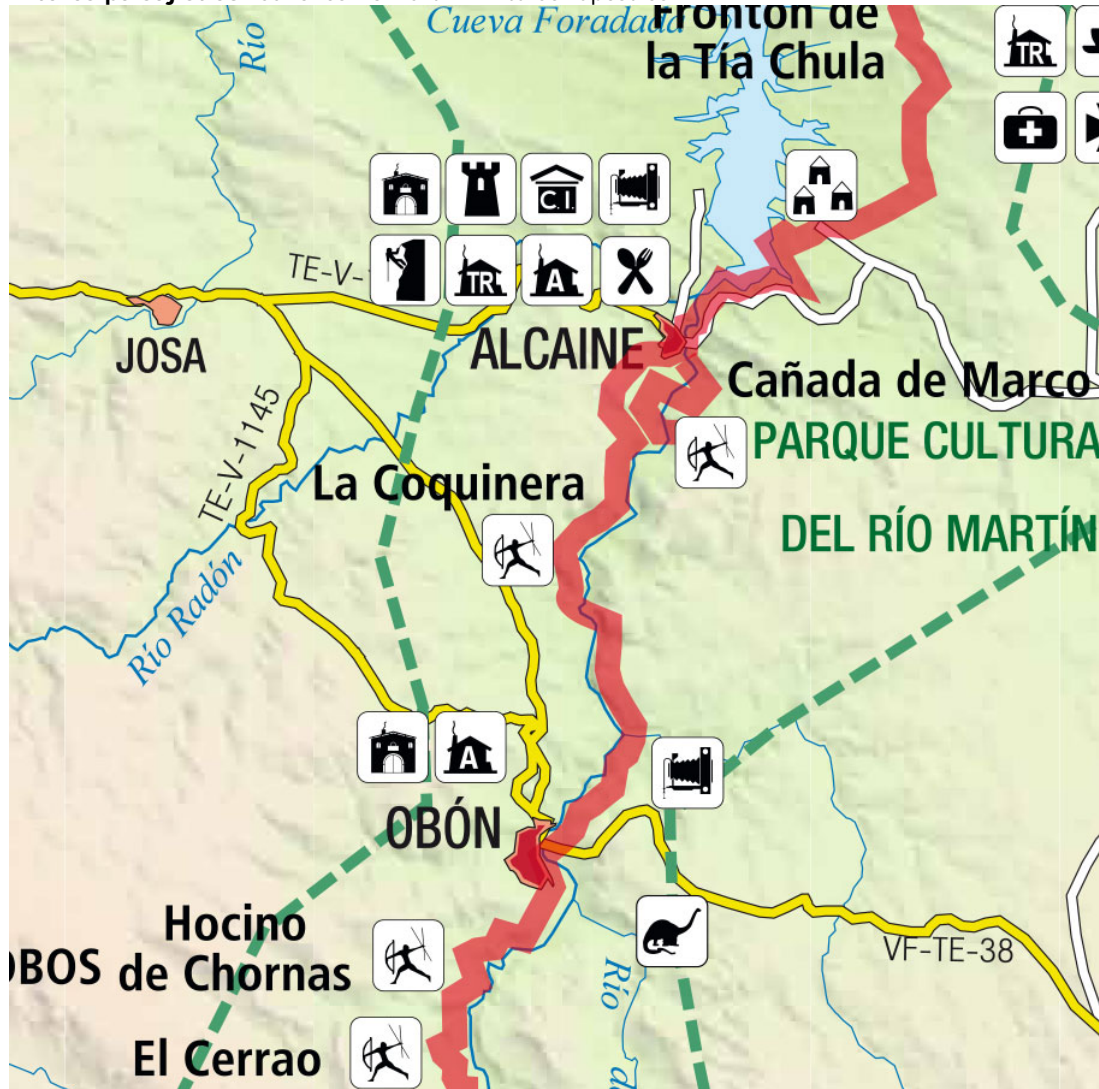 Cueva Foradada
Frontón de
la Tía Chula
Río
TR
C.I.
TE-V-
TR
A
JOSA
ALCAINE
Cañada de Marco
PARQUE CULTURA
DEL RÍO MARTÍN
TE-V-1145
La Coquinera
Río Radón
A
OBÓN
Hocino
de Chornas
OBOS
VF-TE-38
Río
El Cerrao